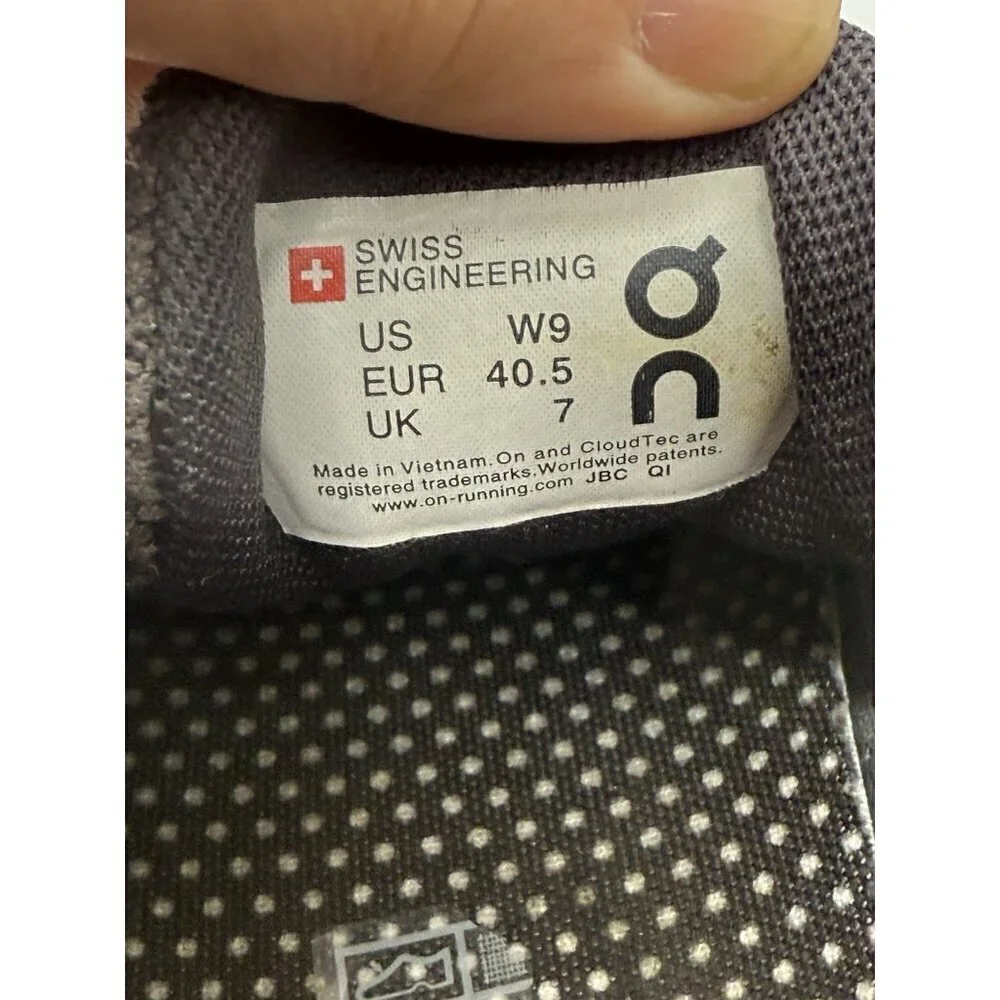 SWISS
ENGINEERING
US W9
EUR 40.5
UK 7
On
Made in Vietnam. On and CloudTec are
registered trademarks.Worldwide patents.
www.on-running.com JBC QI